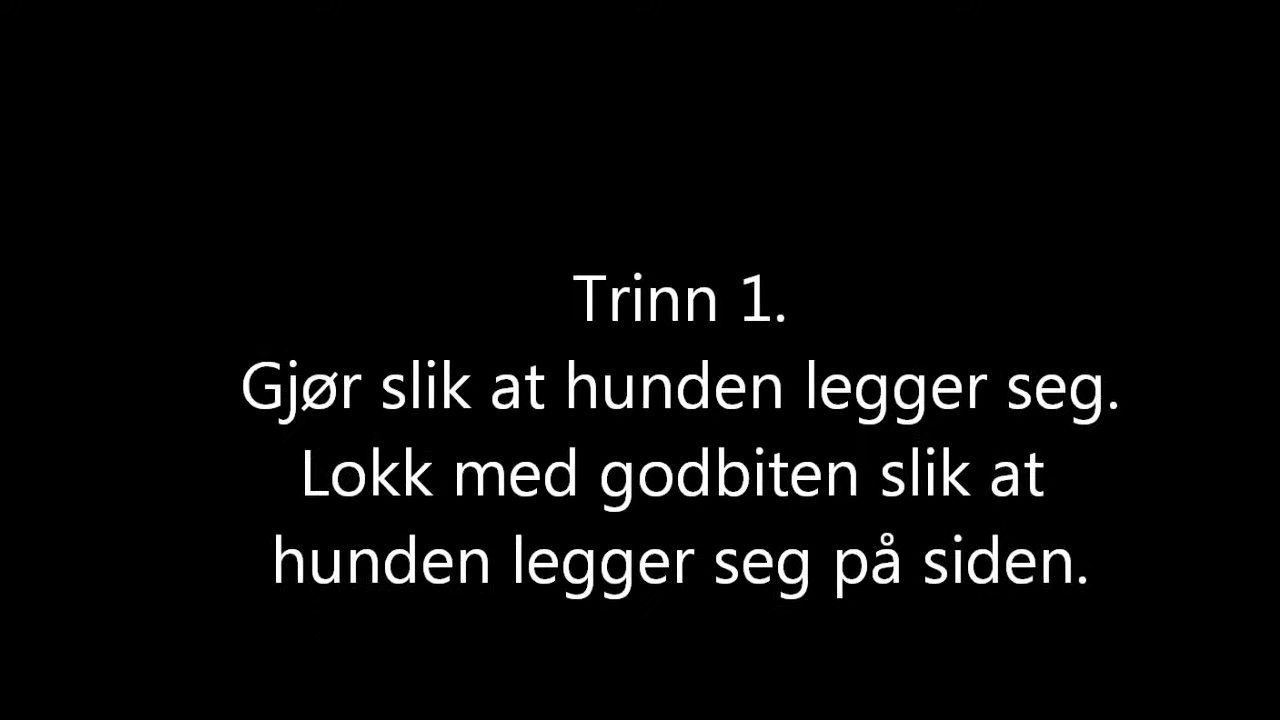 Trinn 1.
Gjør slik at hunden legger seg.
Lokk med godbiten slik at
hunden legger seg på siden.